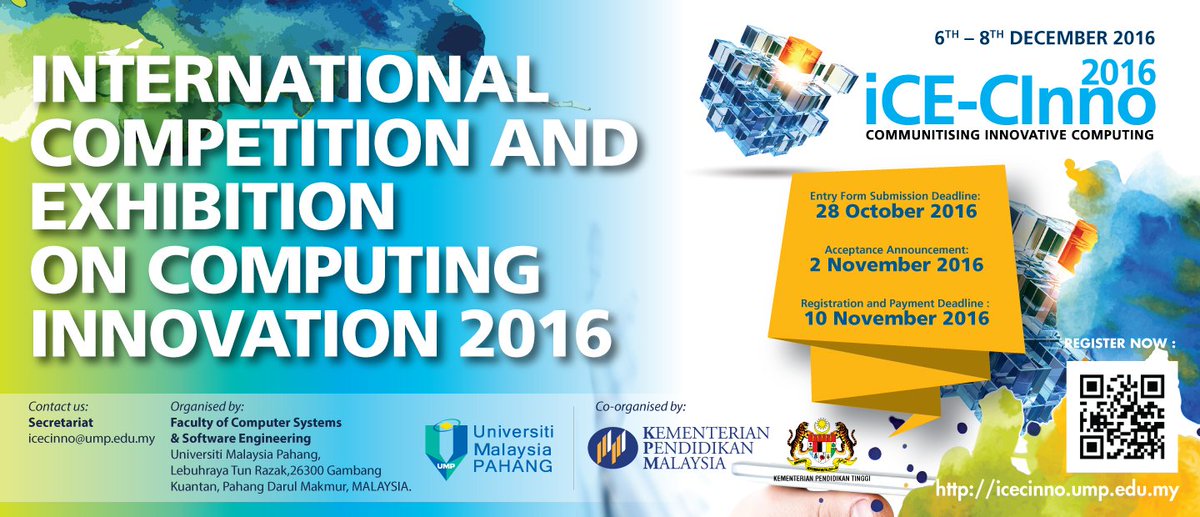 INTERNATIONAL
COMPETITION AND
EXHIBITION
ON COMPUTING
INNOVATION 2016
6TH – 8TH DECEMBER 2016
2016
iCE-CInno
COMMUNITISING INNOVATIVE COMPUTING
Entry Form Submission Deadline:
28 October 2016
Acceptance Announcement:
2 November 2016
Registration and Payment Deadline :
10 November 2016
REGISTER NOW :
Contact us:
Secretariat
icecinno@ump.edu.my
Organised by:
Faculty of Computer Systems
& Software Engineering
Universiti Malaysia Pahang,
Lebuhraya Tun Razak,26300 Gambang
Kuantan, Pahang Darul Makmur, MALAYSIA.
UMP
Universiti
Malaysia
PAHANG
Co-organised by:
KEMENTERIAN
PENDIDIKAN
MALAYSIA
KEMENTERIAN PENDIDIKAN TINGGI
http://icecinno.ump.edu.my